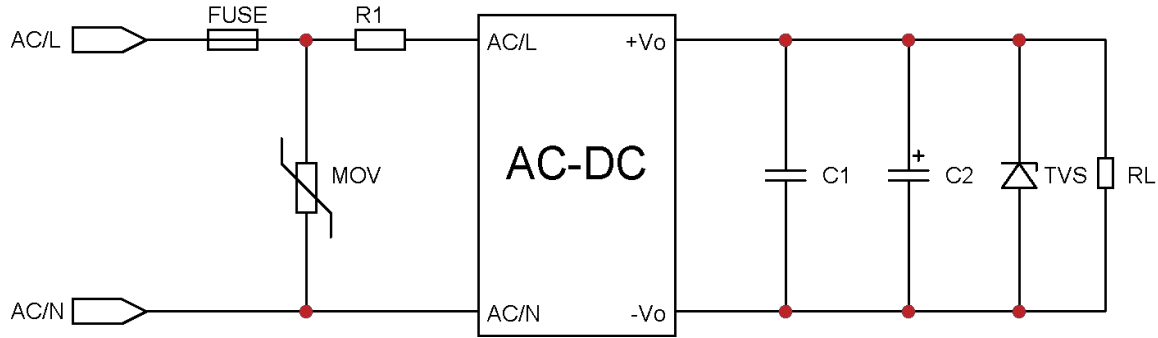 FUSE
R1
AC/L
AC/L
+Vo
AC-DC
MOV
C1
+
C2
TVS
RL
AC/N
AC/N
-Vo